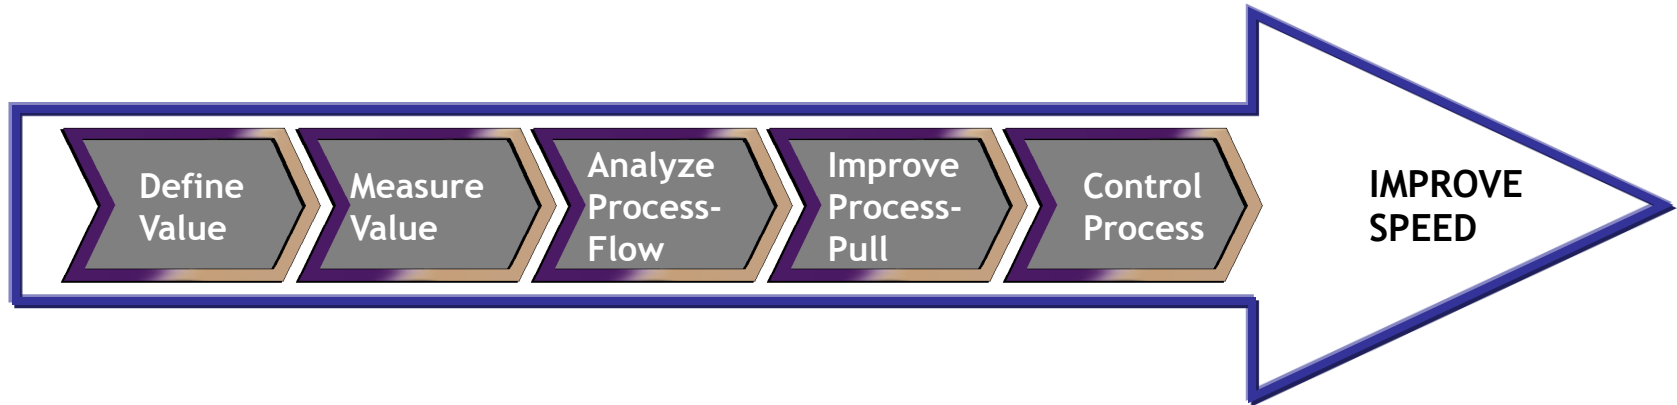 Define
Value
Measure
Value
Analyze
Process-
Flow
Improve
Process-
Pull
Control
Process
IMPROVE
SPEED